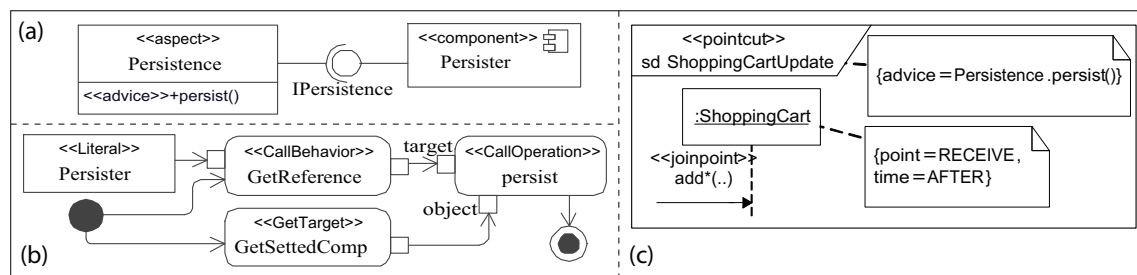 (a)
<<aspect>>
Persistence
<<advice>>+persist()
IPersistence
<<component>>
Persister
(b)
<<Literal>>
Persister
<<CallBehavior>>
GetReference
target
<<CallOperation>>
persist
object
<<GetTarget>>
GetSettedComp
(c)
<<pointcut>>
sd ShoppingCartUpdate
{advice=Persistence.persist()}
:ShoppingCart
<<joinpoint>>
add*(..)
{point=RECEIVE,
time=AFTER}